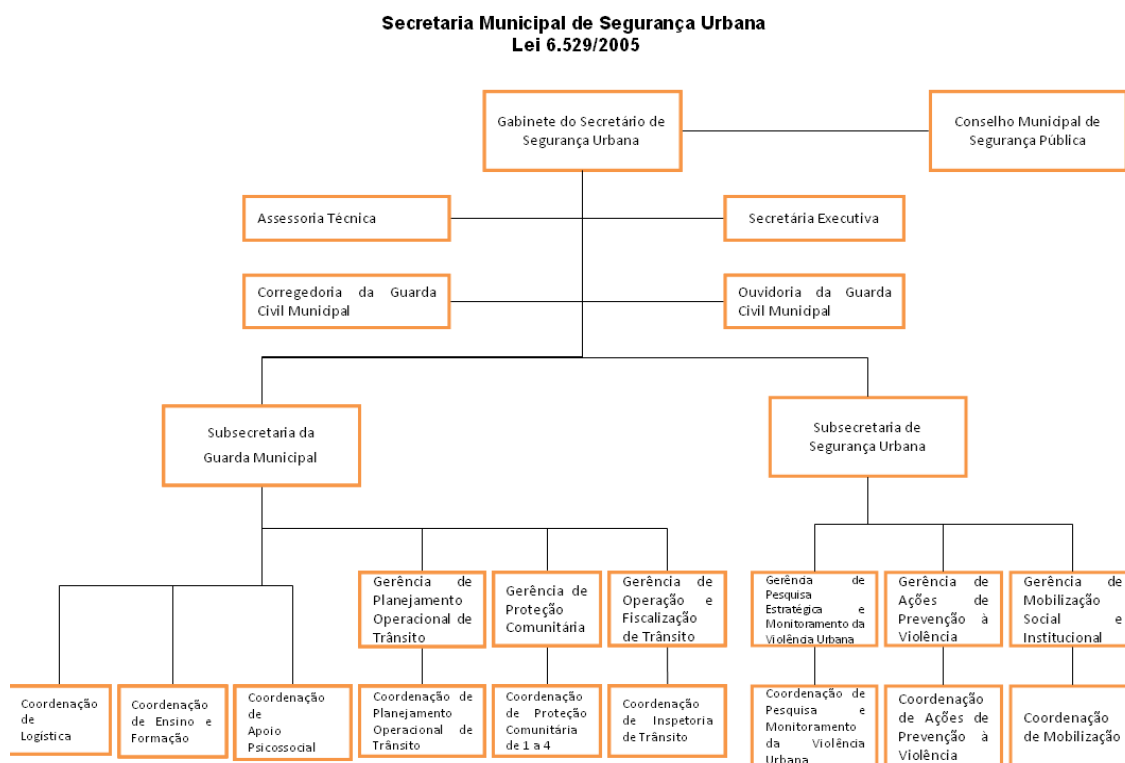 Secretaria Municipal de Segurança Urbana
Lei 6.529/2005
Gabinete do Secretário de
Segurança Urbana
Conselho Municipal de
Segurança Pública
Assessoria Técnica
Secretária Executiva
Corregedoria da Guarda
Civil Municipal
Ouvidoria da Guarda
Civil Municipal
Subsecretaria da
Guarda Municipal
Subsecretaria de
Segurança Urbana
Gerência de
Planejamento
Operacional de
Trânsito
Gerência de
Proteção
Comunitária
Gerência de
Operação e
Fiscalização
de Trânsito
Gerência de
Pesquisa
Estratégica e
Monitoramento da
Violência Urbana
Gerência de
Ações de
Prevenção à
Violência
Gerência de
Mobilização
Social e
Institucional
Coordenação
de
Logística
Coordenação
de Ensino e
Formação
Coordenação
de
Apoio
Psicossocial
Coordenação de
Planejamento
Operacional de
Trânsito
Coordenação
de Proteção
Comunitária
de 1 a 4
Coordenação
de Inspetoria
de Trânsito
Coordenação de
Pesquisa e
Monitoramento
da Violência
Urbana
Coordenação
de Ações de
Prevenção à
Violência
Coordenação
de Mobilização